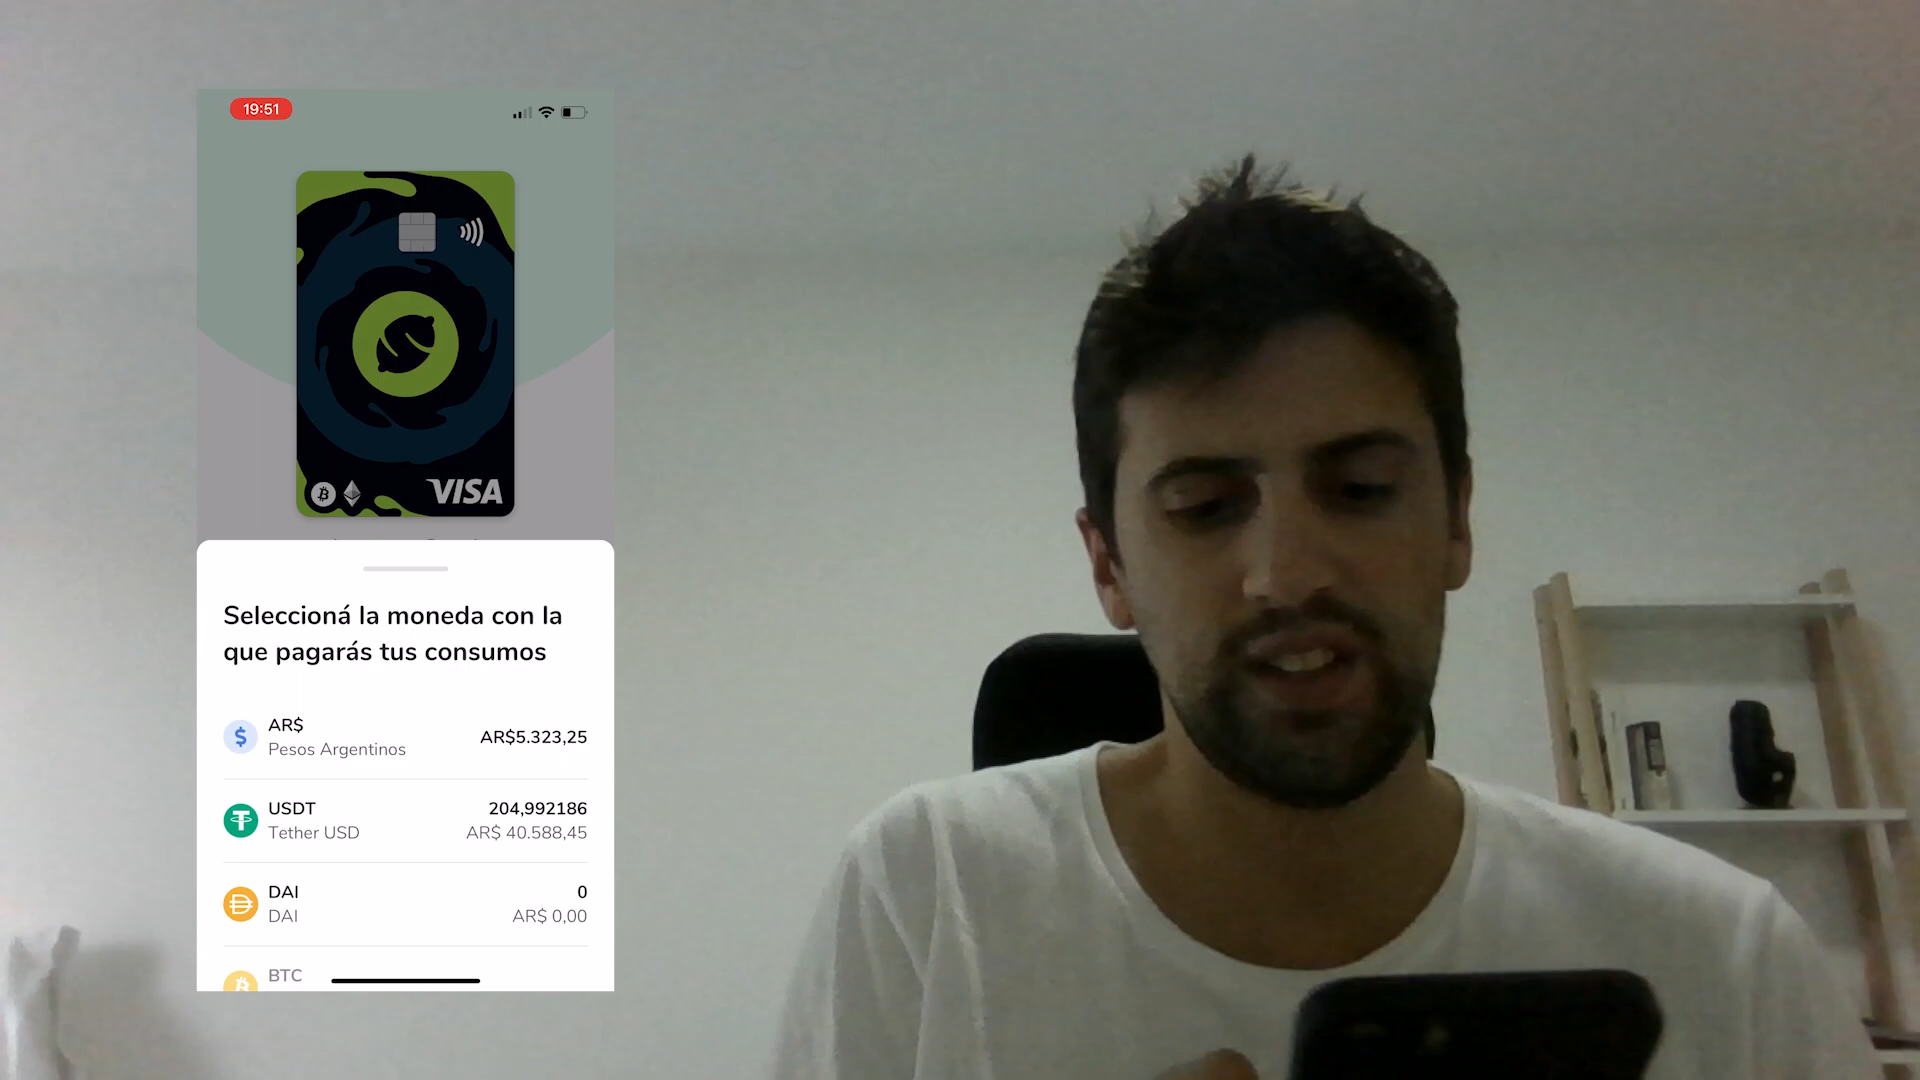 19:51
VISA
Seleccioná la moneda con la
que pagarás tus consumos
AR$
AR$5.323,25
Pesos Argentinos
USDT
204,992186
Tether USD
AR$ 40.588,45
DAI
0
DAI
AR$ 0,00
BTC